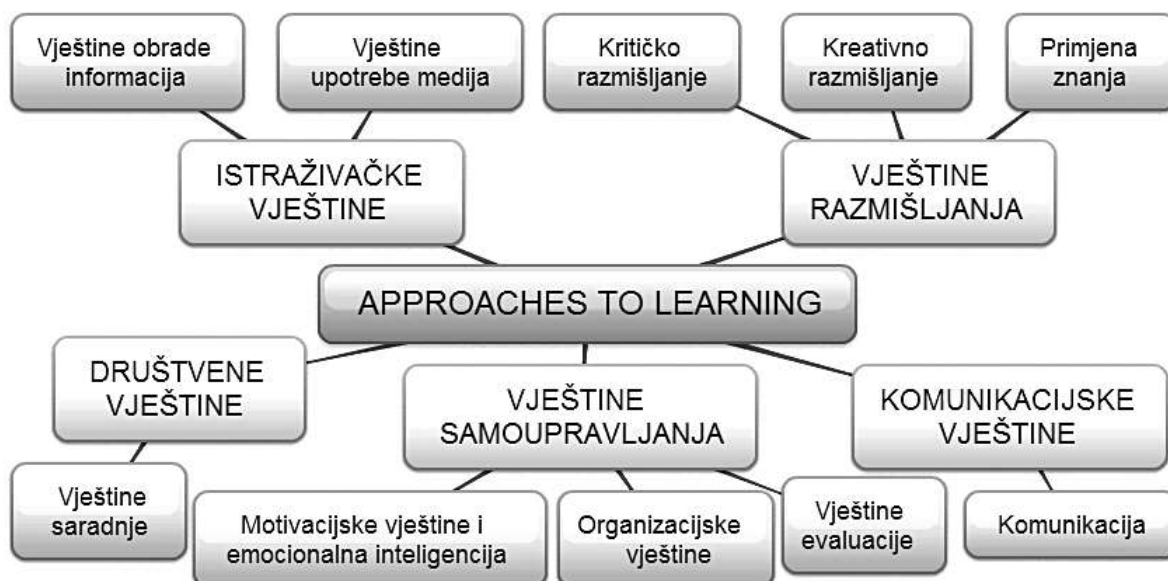 Vještine obrade
informacija
Vještine
upotrebe medija
Kritičko
razmišljanje
Kreativno
razmišljanje
Primjena
znanja
ISTRAŽIVAČKE
VJEŠTINE
VJEŠTINE
RAZMIŠLJANJA
APPROACHES TO LEARNING
DRUŠTVENE
VJEŠTINE
VJEŠTINE
SAMOUPRAVLJANJA
KOMUNIKACIJSKE
VJEŠTINE
Vještine
saradnje
Motivacijske vještine i
emocionalna inteligencija
Organizacijske
vještine
Vještine
evaluacije
Komunikacija